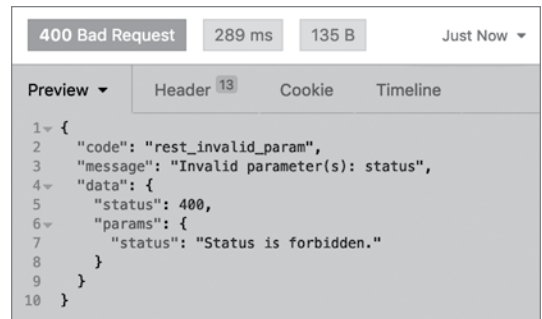 400 Bad Request 289 ms 135 B Just Now
Preview Header 13 Cookie Timeline
1 {
2 "code": "rest_invalid_param",
3 "message": "Invalid parameter(s): status",
4 "data": {
5 "status": 400,
6 "params": {
7 "status": "Status is forbidden."
8 }
9 }
10 }